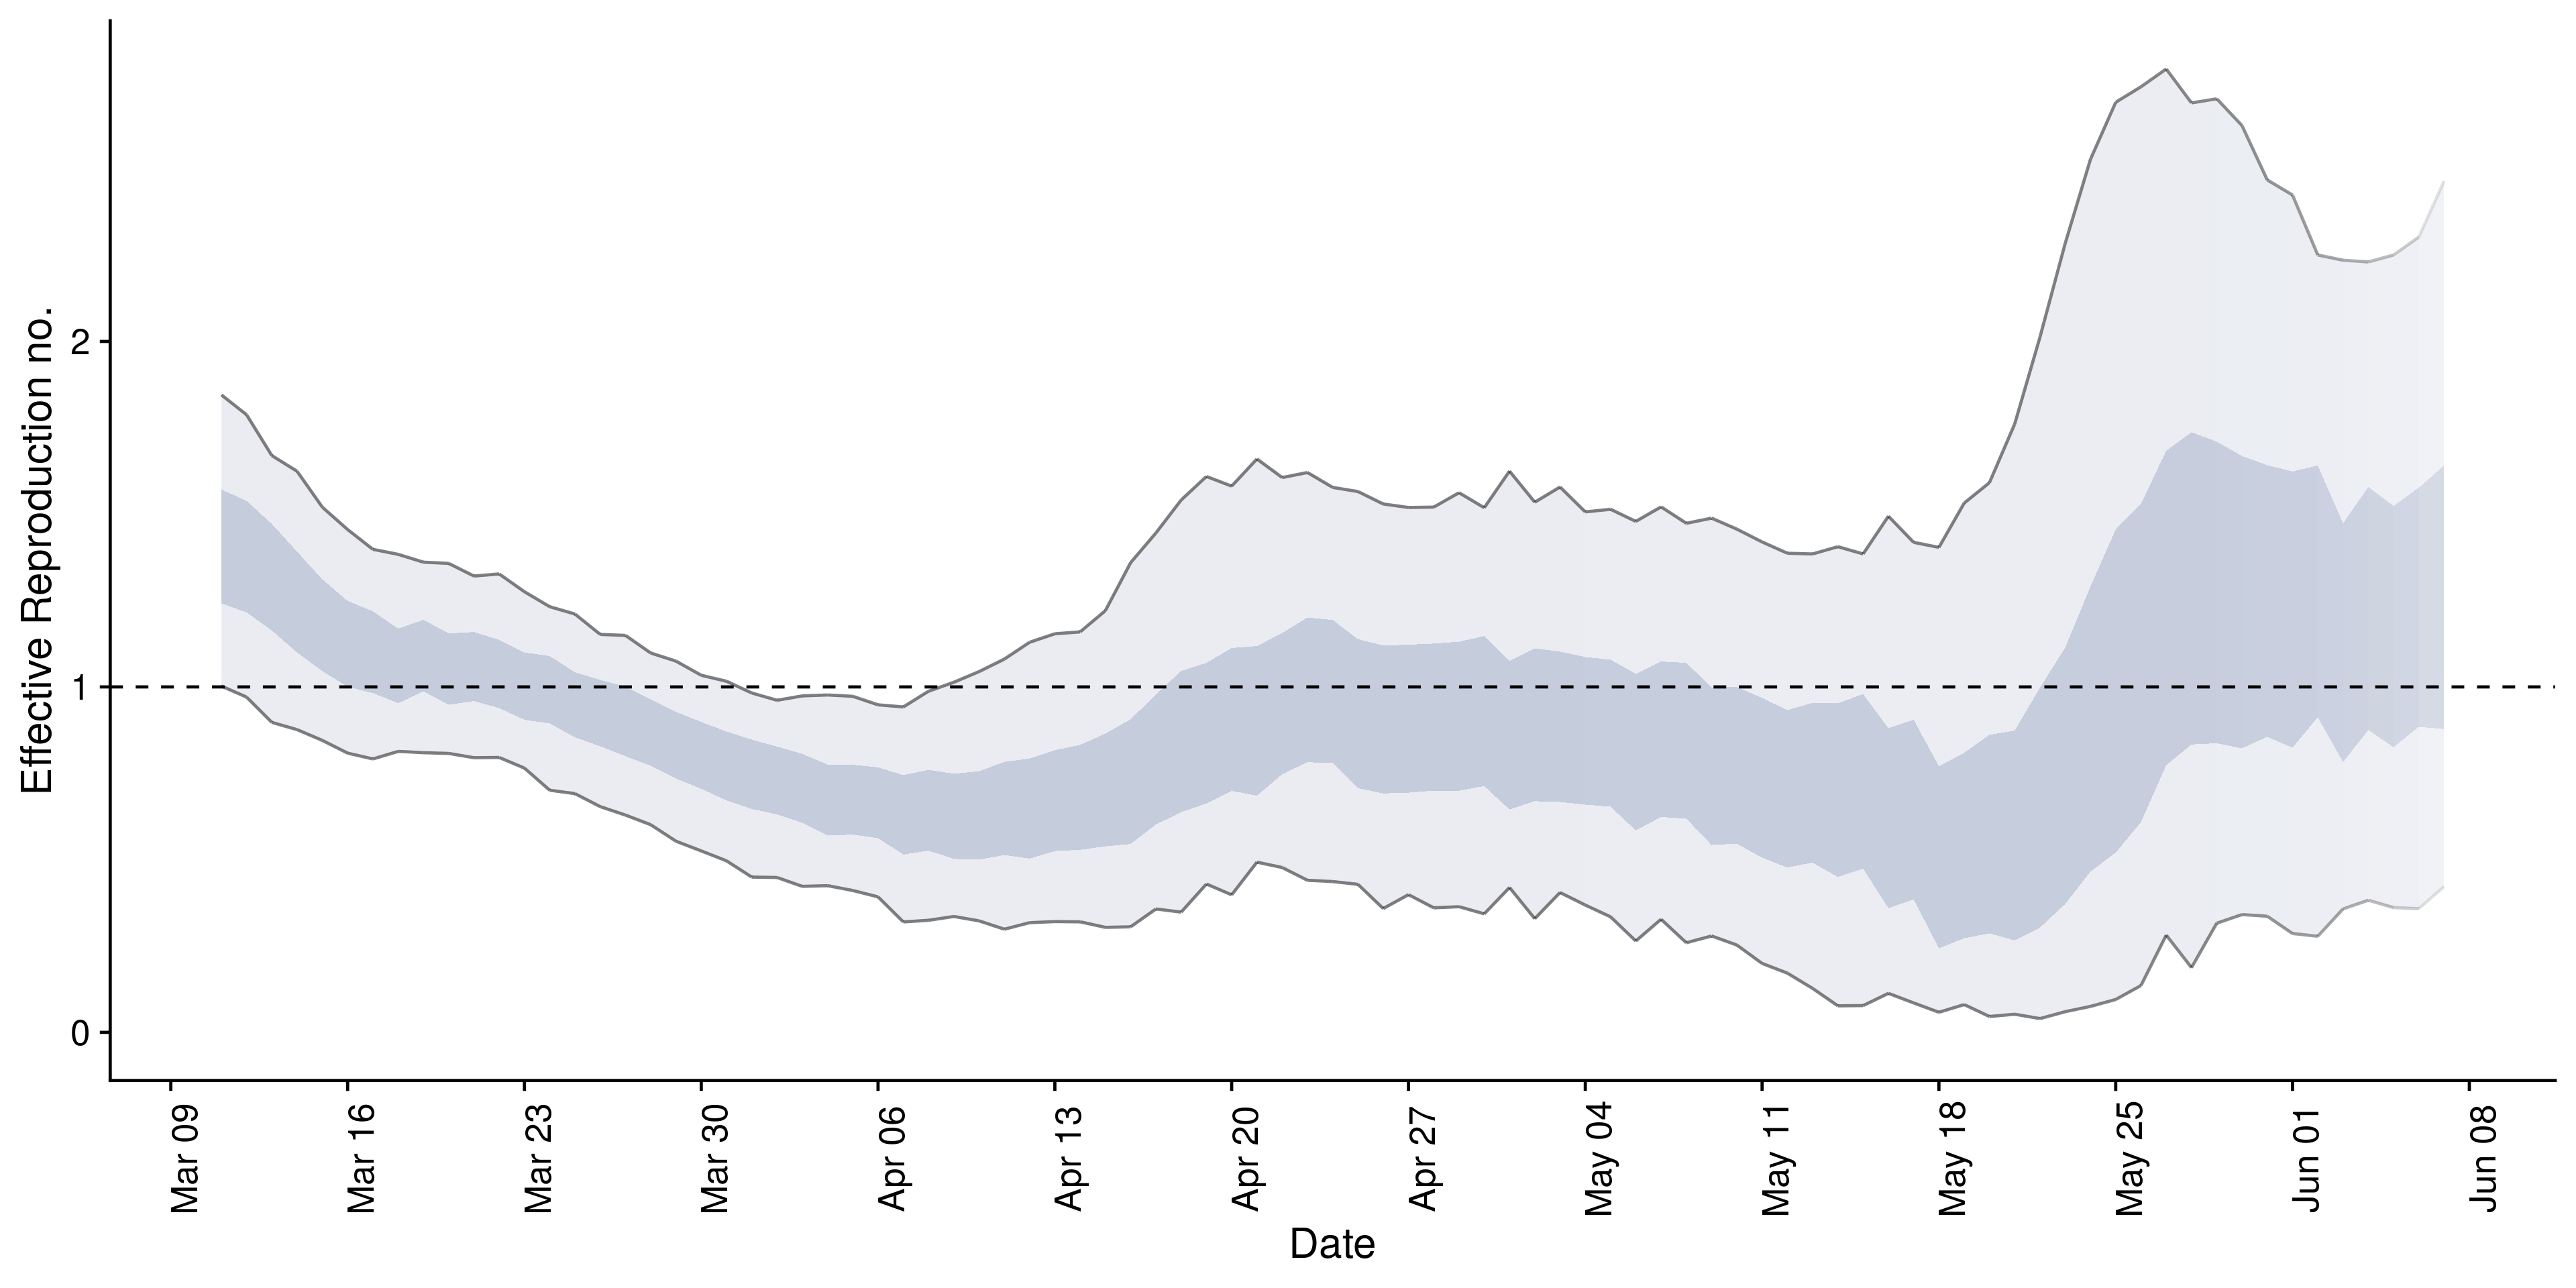 Effective Reproduction no.
2
1
0
Mar 09
Mar 16
Mar 23
Mar 30
Apr 06
Apr 13
Apr 20
Apr 27
May 04
May 11
May 18
May 25
Jun 01
Jun 08
Date